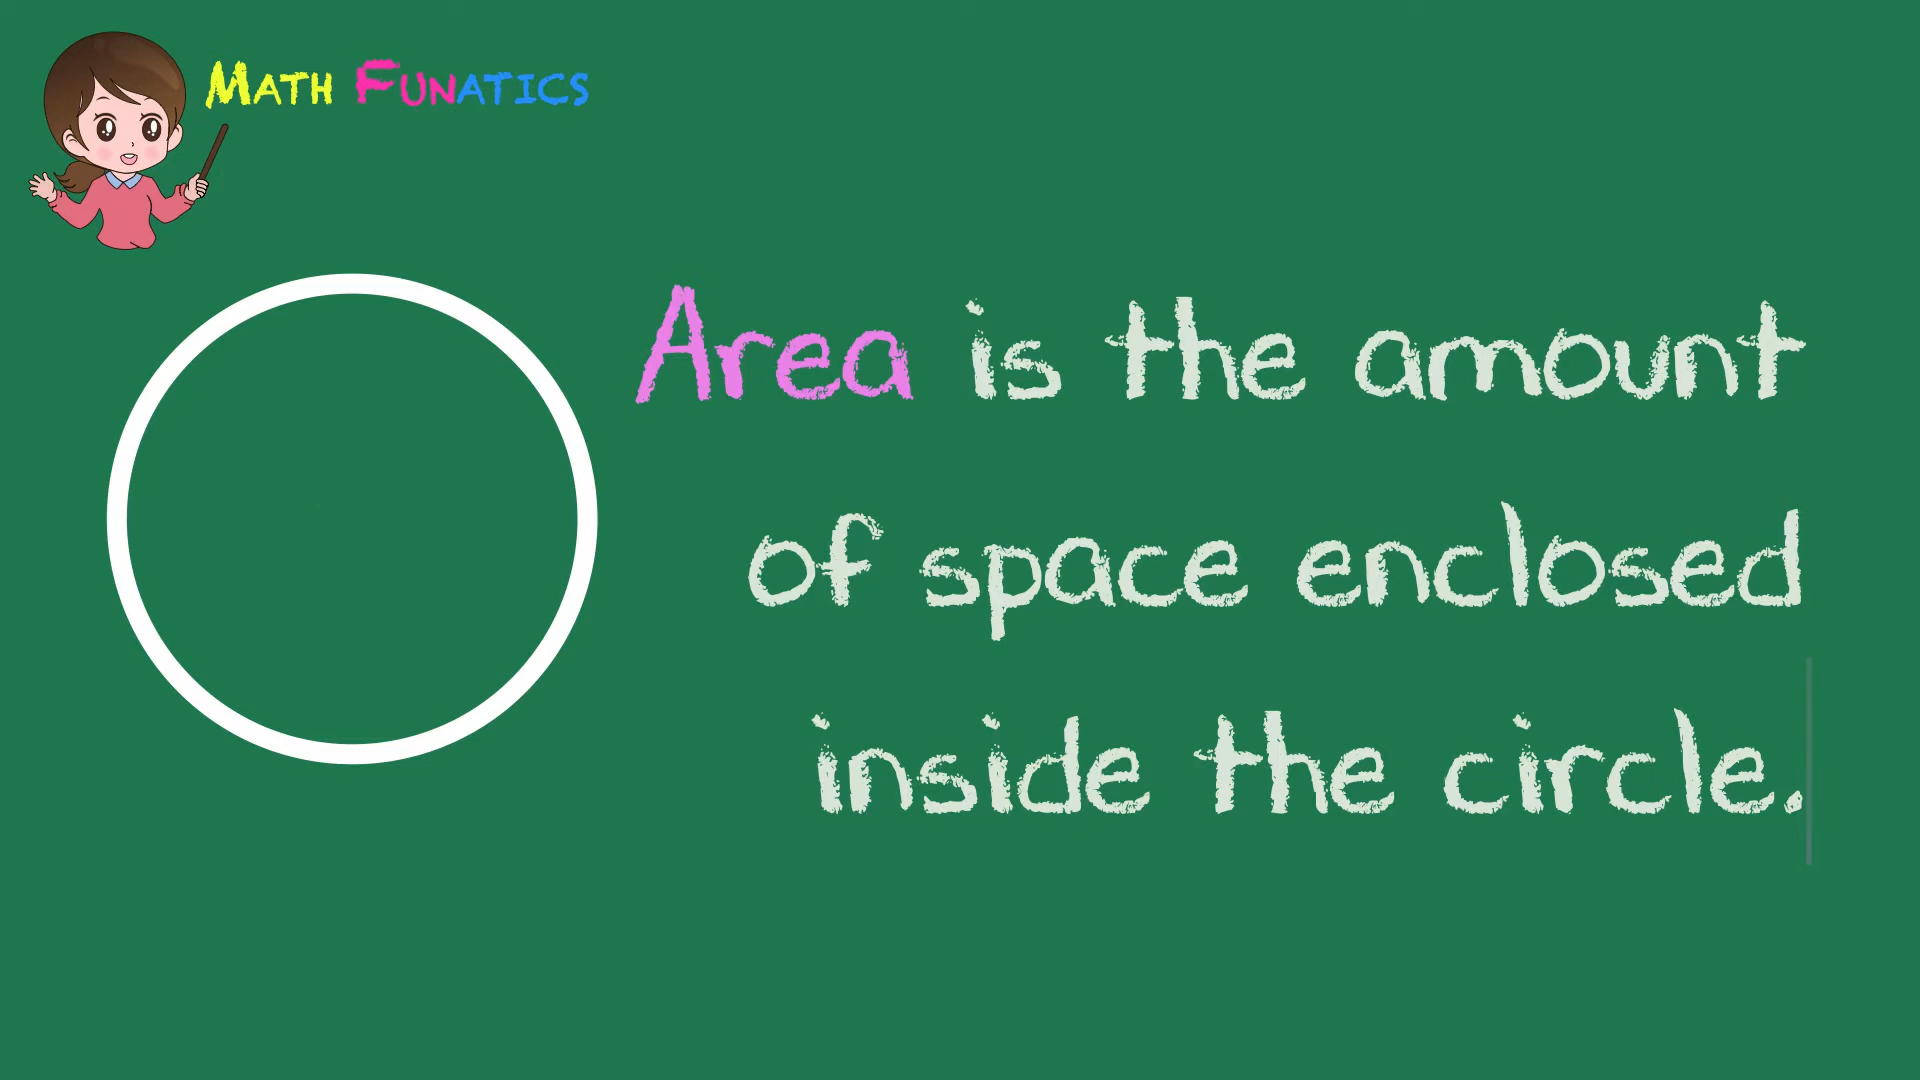 Math Funatics
Area is the amount
of space enclosed
inside the circle.